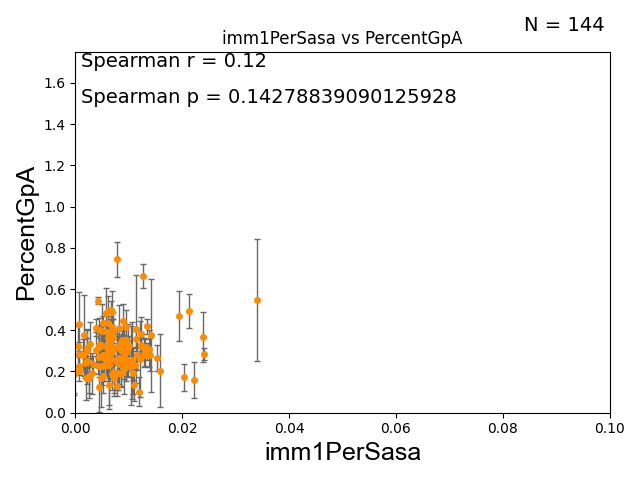 N = 144
imm1PerSasa vs PercentGpA
Spearman r = 0.12
Spearman p = 0.14278839090125928
PercentGpA
1.6
1.4
1.2
1.0
0.8
0.6
0.4
0.2
0.0
0.00 0.02 0.04 0.06 0.08 0.10
imm1PerSasa